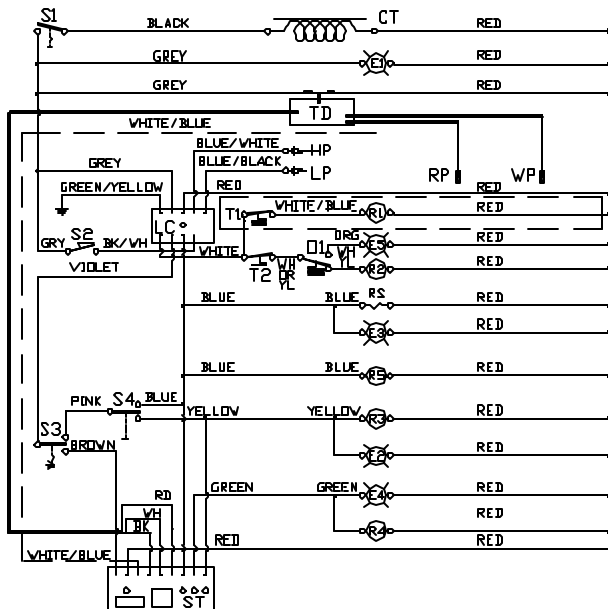 S1 BLACK CT RED
GREY E1 RED
GREY RED
TD
WHITE/BLUE
BLUE/WHITE HP
BLUE/BLACK LP
GREY
RP WP
GREEN/YELLOW RED RED
WHITE/BLUE
T1 R1 RED
LC
S2 ORG E5 RED
GRY BK/WH WHITE O1 WH
VIOLET T2 WH YL R2 RED
OR
YL
BLUE BLUE RS RED
E3 RED
BLUE BLUE R5 RED
PINK S4 BLUE
YELLOW YELLOW R3 RED
S3
BROWN E2 RED
RD GREEN GREEN E4 RED
WH RED
BK R4
RED RED
WHITE/BLUE
ST